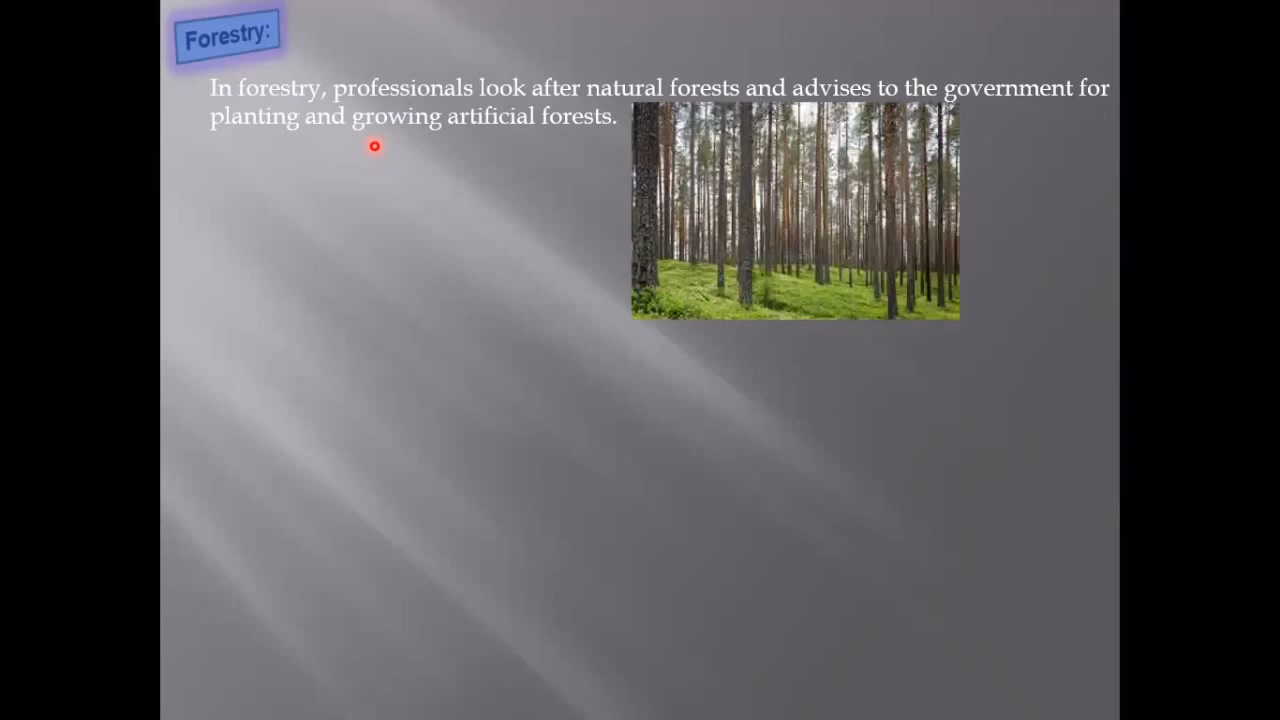 Forestry:
In forestry, professionals look after natural forests and advises to the government for
planting and growing artificial forests.